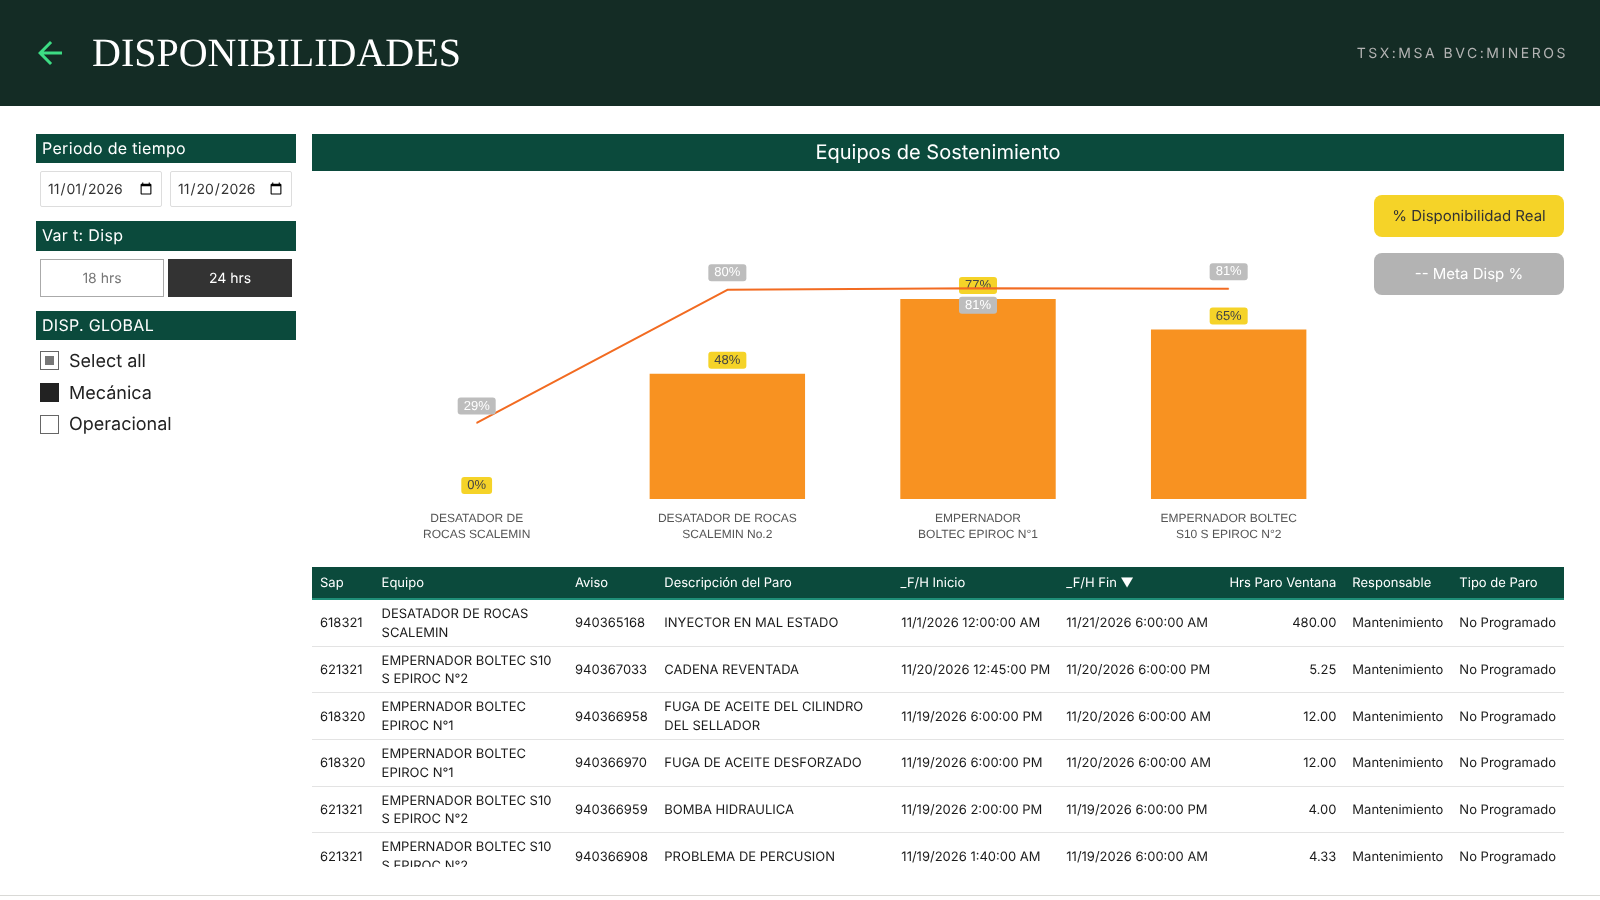 DISPONIBILIDADES
TSX:MSA BVC:MINEROS
Periodo de tiempo
11/01/2026
11/20/2026
Var t: Disp
18 hrs
24 hrs
DISP. GLOBAL
Select all
Mecánica
Operacional
Equipos de Sostenimiento
% Disponibilidad Real
-- Meta Disp %
80%
77%
81%
81%
65%
48%
29%
0%
DESATADOR DE
ROCAS SCALEMIN
DESATADOR DE ROCAS
SCALEMIN No.2
EMPERNADOR
BOLTEC EPIROC N°1
EMPERNADOR BOLTEC
S10 S EPIROC N°2
Sap Equipo Aviso Descripción del Paro _F/H Inicio _F/H Fin ▼ Hrs Paro Ventana Responsable Tipo de Paro
618321 DESATADOR DE ROCAS
SCALEMIN 940365168 INYECTOR EN MAL ESTADO 11/1/2026 12:00:00 AM 11/21/2026 6:00:00 AM 480.00 Mantenimiento No Programado
621321 EMPERNADOR BOLTEC S10
S EPIROC N°2 940367033 CADENA REVENTADA 11/20/2026 12:45:00 PM 11/20/2026 6:00:00 PM 5.25 Mantenimiento No Programado
618320 EMPERNADOR BOLTEC
EPIROC N°1 940366958 FUGA DE ACEITE DEL CILINDRO
DEL SELLADOR 11/19/2026 6:00:00 PM 11/20/2026 6:00:00 AM 12.00 Mantenimiento No Programado
618320 EMPERNADOR BOLTEC
EPIROC N°1 940366970 FUGA DE ACEITE DESFORZADO 11/19/2026 6:00:00 PM 11/20/2026 6:00:00 AM 12.00 Mantenimiento No Programado
621321 EMPERNADOR BOLTEC S10
S EPIROC N°2 940366959 BOMBA HIDRAULICA 11/19/2026 2:00:00 PM 11/19/2026 6:00:00 PM 4.00 Mantenimiento No Programado
621321 EMPERNADOR BOLTEC S10
S EPIROC N°2 940366908 PROBLEMA DE PERCUSION 11/19/2026 1:40:00 AM 11/19/2026 6:00:00 AM 4.33 Mantenimiento No Programado